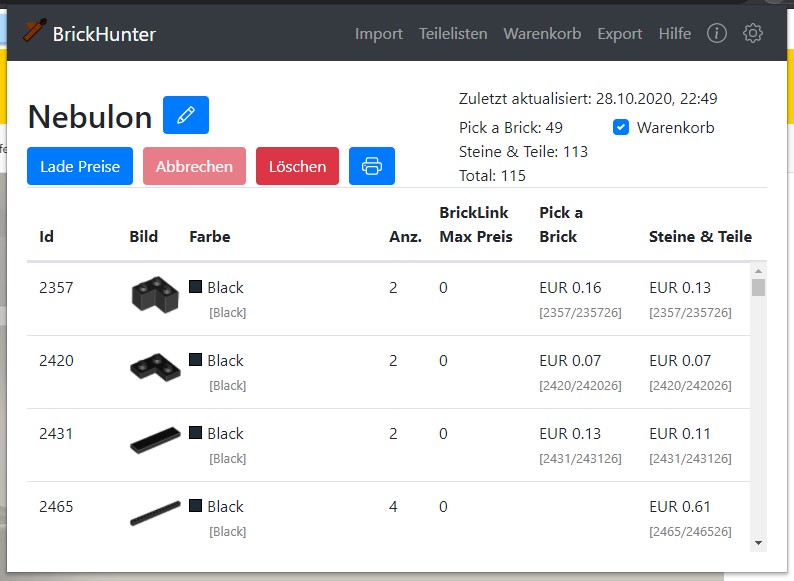 BrickHunter
Import Teilelisten Warenkorb Export Hilfe
Nebulon
Zuletzt aktualisiert: 28.10.2020, 22:49
Pick a Brick: 49 Warenkorb
Steine & Teile: 113
Total: 115
Lade Preise Abbrechen Löschen
Id Bild Farbe Anz. BrickLink Max Preis Pick a Brick Steine & Teile
2357 Black 2 0 EUR 0.16 EUR 0.13
[Black] [2357/235726] [2357/235726]
2420 Black 2 0 EUR 0.07 EUR 0.07
[Black] [2420/242026] [2420/242026]
2431 Black 2 0 EUR 0.13 EUR 0.11
[Black] [2431/243126] [2431/243126]
2465 Black 4 0 EUR 0.61
[Black] [2465/246526]